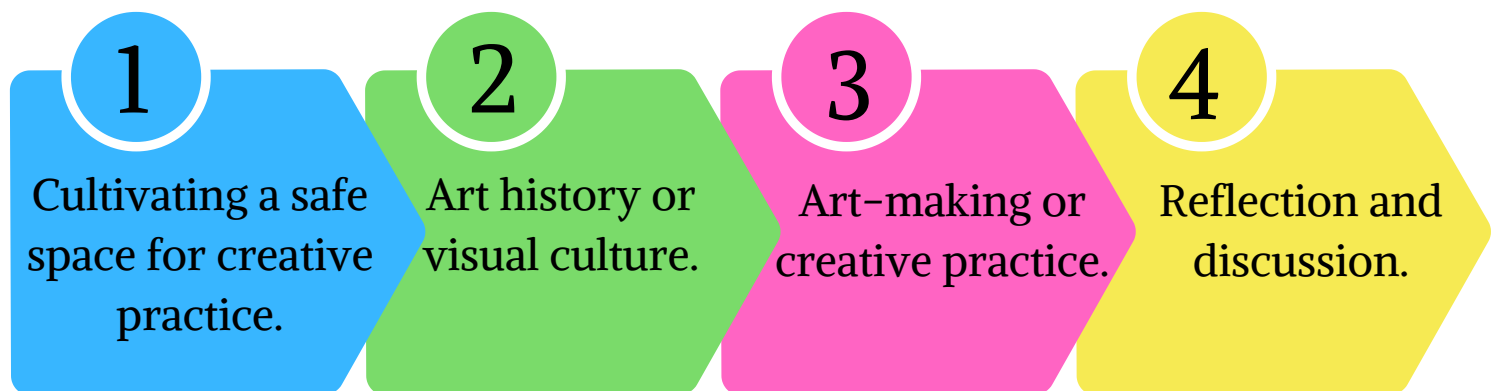 1
Cultivating a safe
space for creative
practice.
2
Art history or
visual culture.
3
Art-making or
creative practice.
4
Reflection and
discussion.